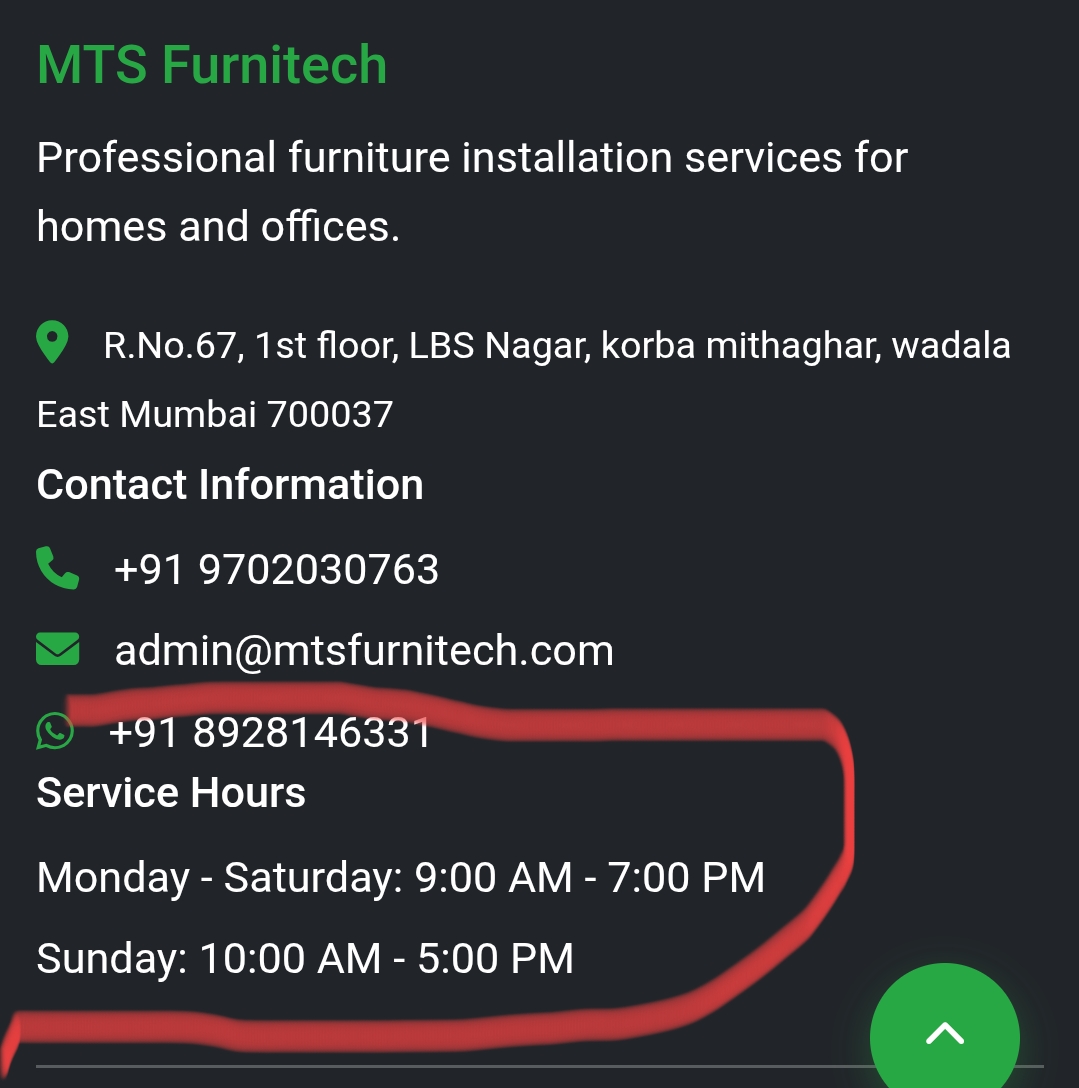 MTS Furnitech
Professional furniture installation services for
homes and offices.
R.No.67, 1st floor, LBS Nagar, korba mithaghar, wadala
East Mumbai 700037
Contact Information
+91 9702030763
admin@mtsfurnitech.com
+91 8928146331
Service Hours
Monday - Saturday: 9:00 AM - 7:00 PM
Sunday: 10:00 AM - 5:00 PM